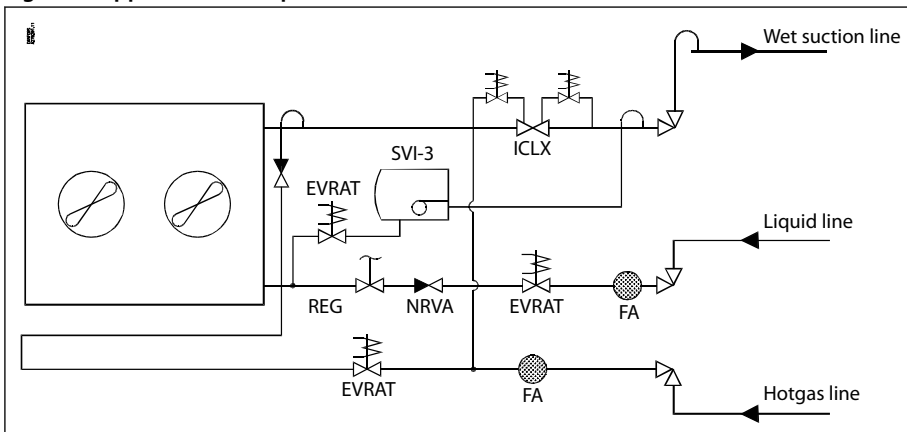 Wet suction line
ICLX
SVI-3
EVRAT
Liquid line
REG
NRVA
EVRAT
FA
EVRAT
FA
Hotgas line